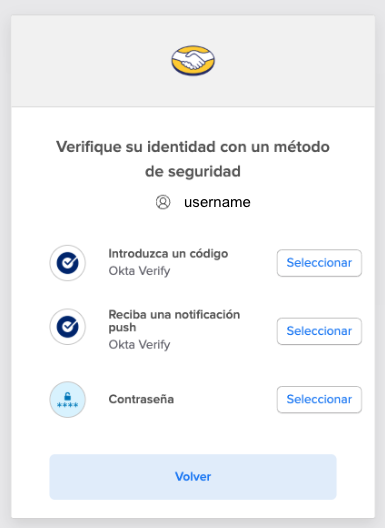 Verifique su identidad con un método
de seguridad
username
Introduzca un código
Okta Verify
Seleccionar
Reciba una notificación
push
Okta Verify
Seleccionar
****
Contraseña
Seleccionar
Volver